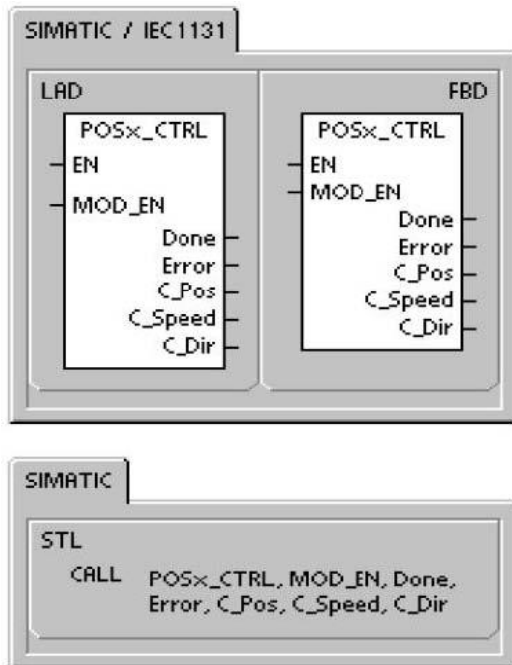 SIMATIC / IEC1131
LAD
POSx_CTRL
EN
MOD_EN
Done
Error
C_Pos
C_Speed
C_Dir
FBD
POSx_CTRL
EN
MOD_EN
Done
Error
C_Pos
C_Speed
C_Dir
SIMATIC
STL
CALL POSx_CTRL, MOD_EN, Done,
Error, C_Pos, C_Speed, C_Dir